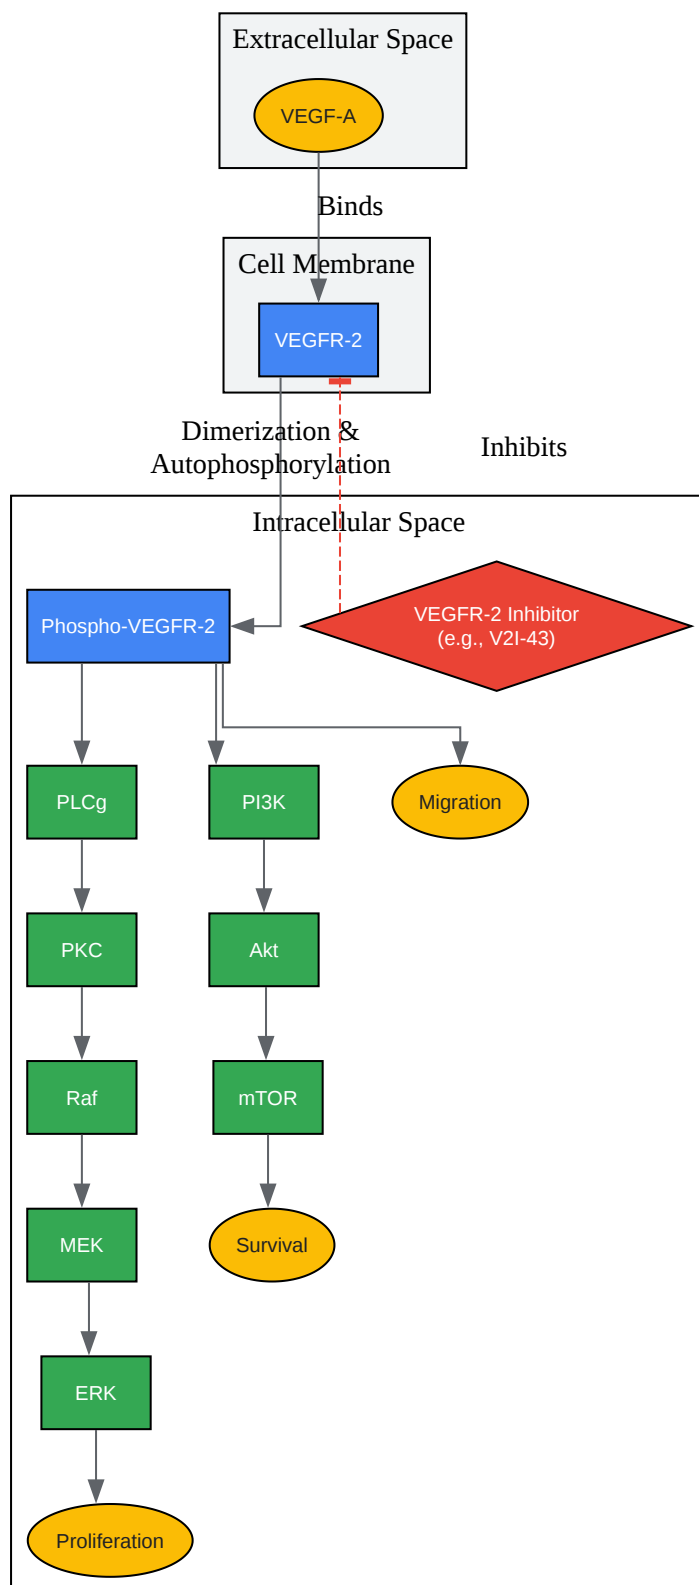 Extracellular Space
VEGF-A
Binds
Cell Membrane
VEGFR-2
Dimerization &
Autophosphorylation
Inhibits
Intracellular Space
Phospho-VEGFR-2
VEGFR-2 Inhibitor
(e.g., V2I-43)
PLCg
PI3K
Migration
PKC
Akt
Raf
mTOR
MEK
Survival
ERK
Proliferation